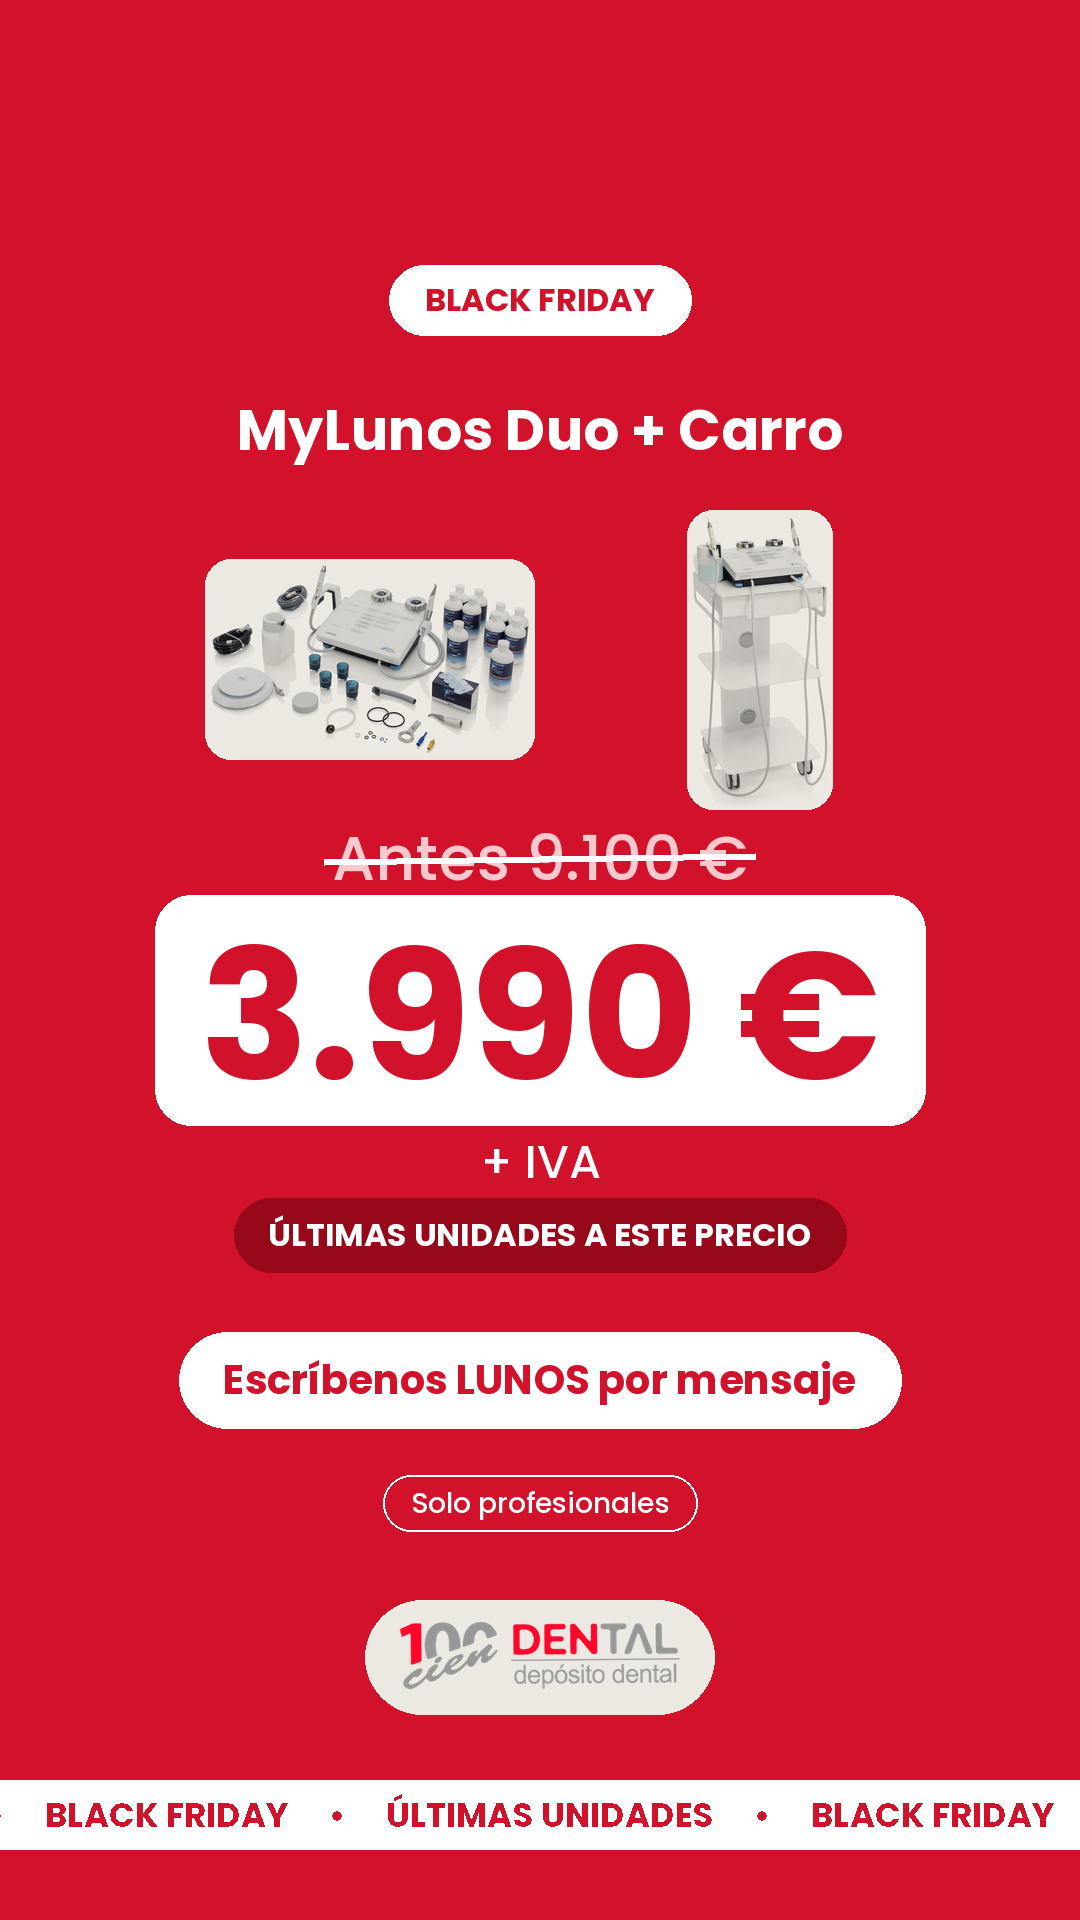 BLACK FRIDAY
MyLunos Duo + Carro
Antes 9.100 €
3.990 €
+ IVA
ÚLTIMAS UNIDADES A ESTE PRECIO
Escríbenos LUNOS por mensaje
Solo profesionales
100 DENTAL
cien depósito dental
BLACK FRIDAY • ÚLTIMAS UNIDADES • BLACK FRIDAY